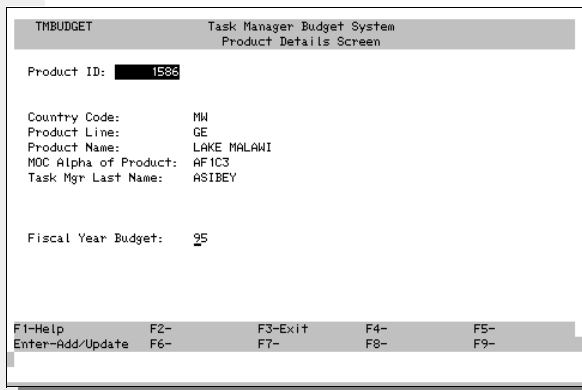 TMBUDGET Task Manager Budget System
Product Details Screen
Product ID: 1586
Country Code: MW
Product Line: GE
Product Name: LAKE MALAWI
MOC Alpha of Product: AF1C3
Task Mgr Last Name: ASIBEY
Fiscal Year Budget: 95
F1-Help F2- F3-Exit F4- F5-
Enter-Add/Update F6- F7- F8- F9-